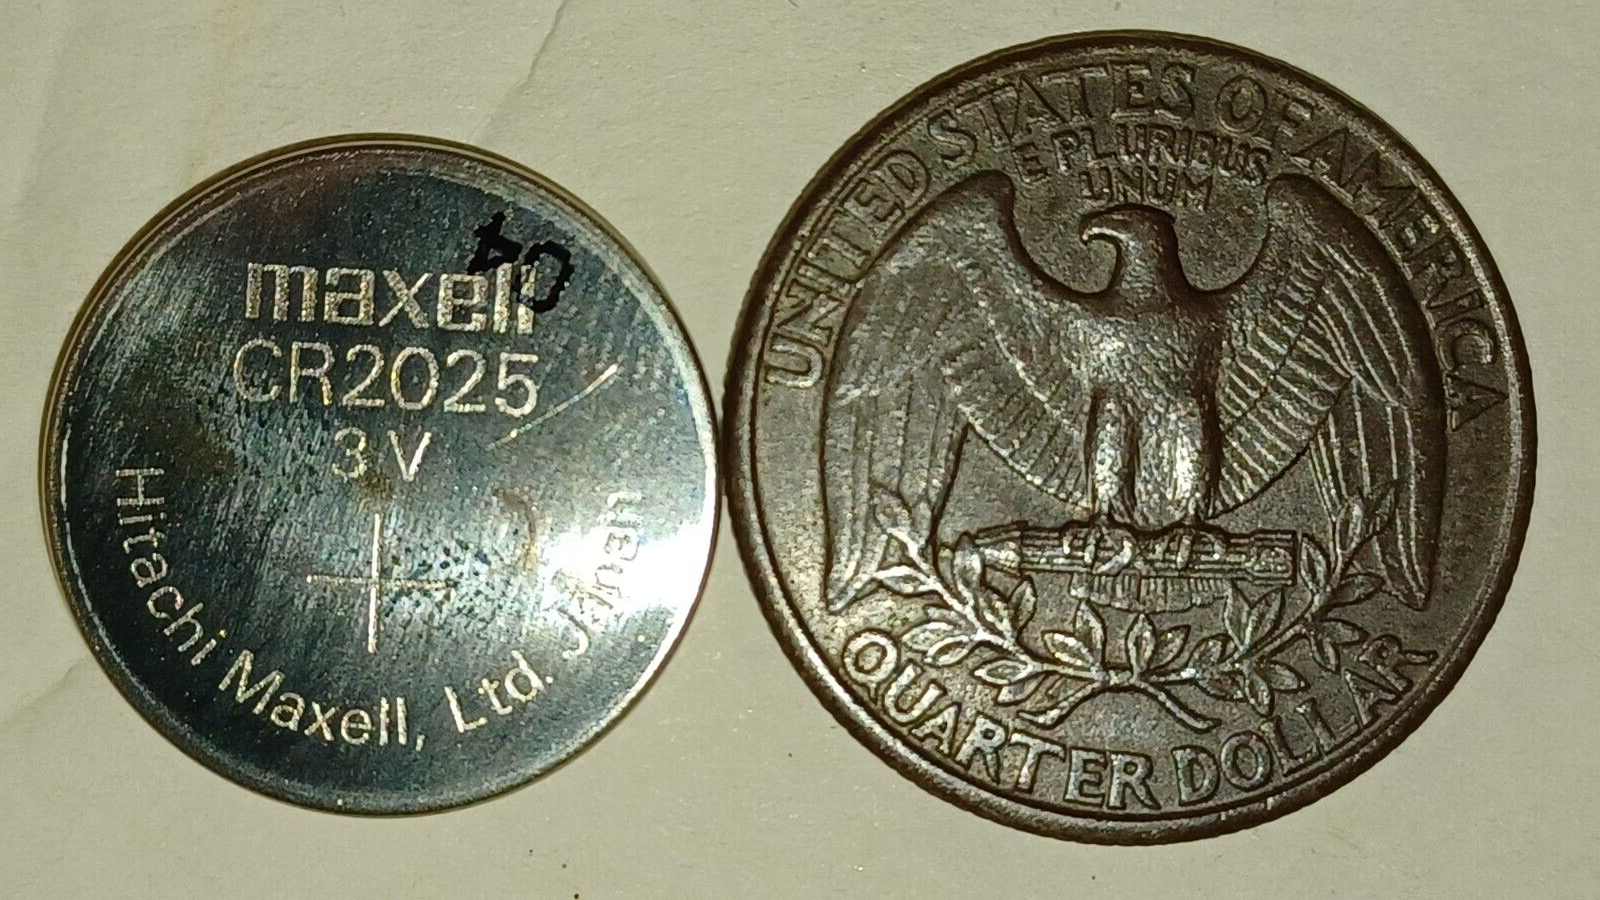 maxell
04
CR2025
3V
Hitachi Maxell, Ltd. Japan
UNITED STATES OF AMERICA
E PLURIBUS
UNUM
QUARTER DOLLAR